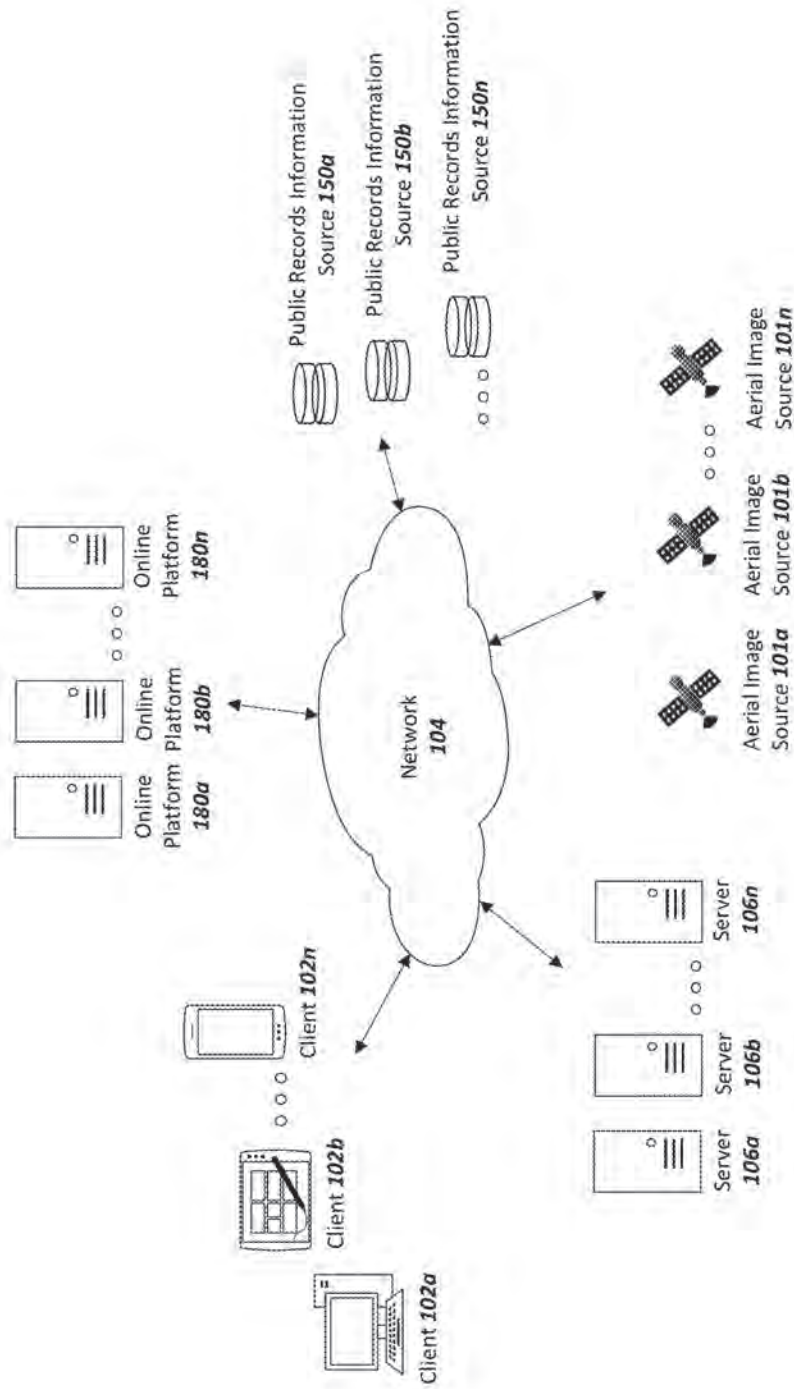 Online
Platform
180a
Online
Platform
180b
Online
Platform
180n
Client 102a
Client 102b
Client 102n
Network
104
Public Records Information
Source 150a
Public Records Information
Source 150b
Public Records Information
Source 150n
Server
106a
Server
106b
Server
106n
Aerial Image
Source 101a
Aerial Image
Source 101b
Aerial Image
Source 101n